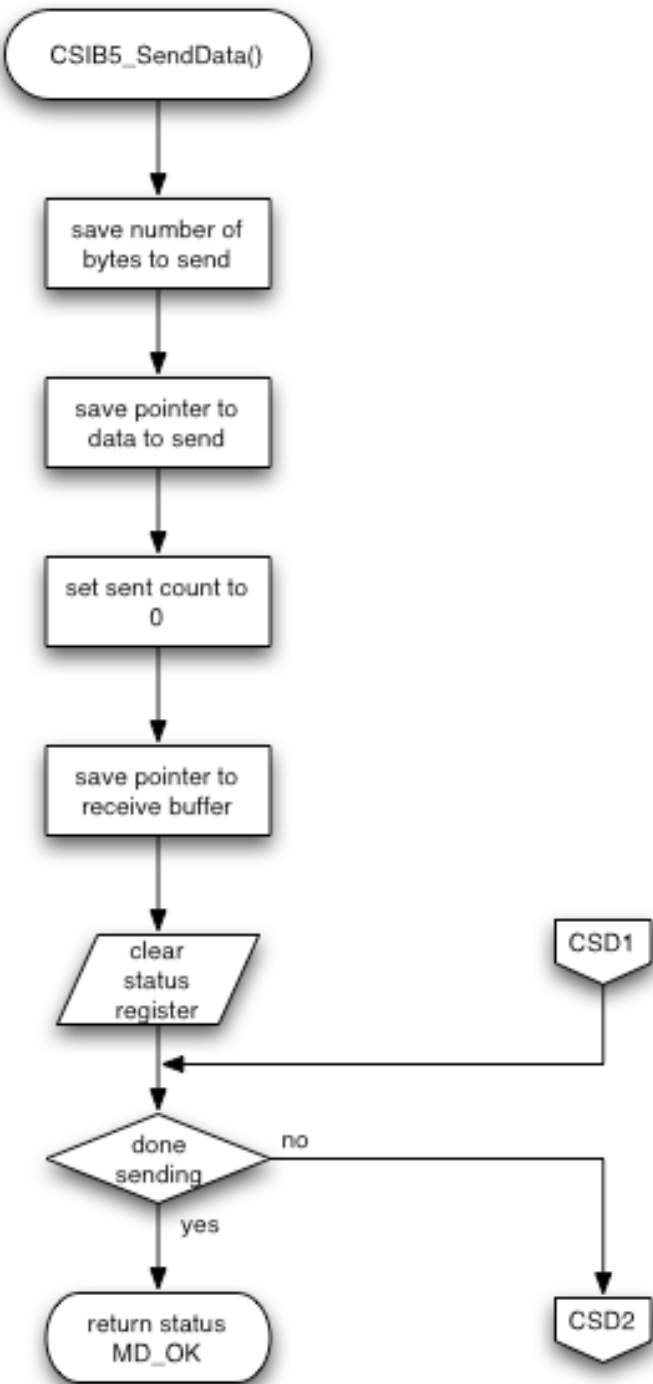 CSIB5_SendData()
save number of
bytes to send
save pointer to
data to send
set sent count to
0
save pointer to
receive buffer
clear
status
register
CSD1
done
sending
no
yes
return status
MD_OK
CSD2